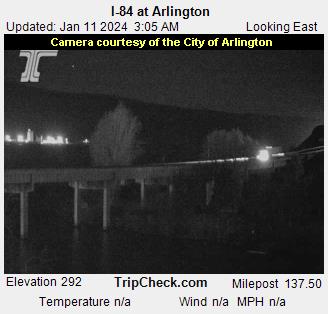 I-84 at Arlington
Updated: Jan 11 2024 3:05 AM Looking East
Camera courtesy of the City of Arlington
Elevation 292 TripCheck.com Milepost 137.50
Temperature n/a Wind n/a MPH n/a